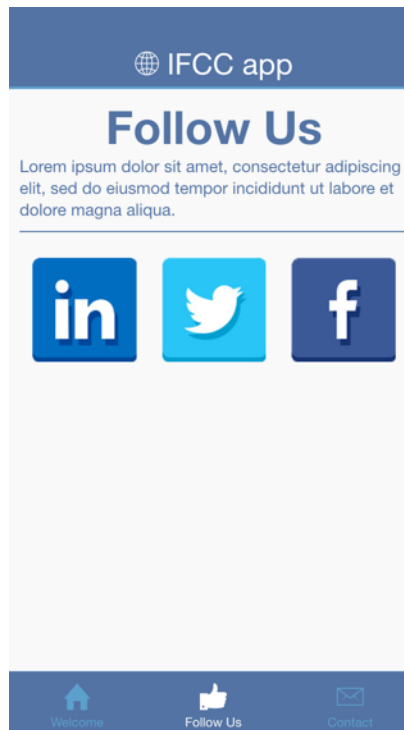 IFCC app
Follow Us
Lorem ipsum dolor sit amet, consectetur adipiscing
elit, sed do eiusmod tempor incididunt ut labore et
dolore magna aliqua.
in
f
Welcome
Follow Us
Contact